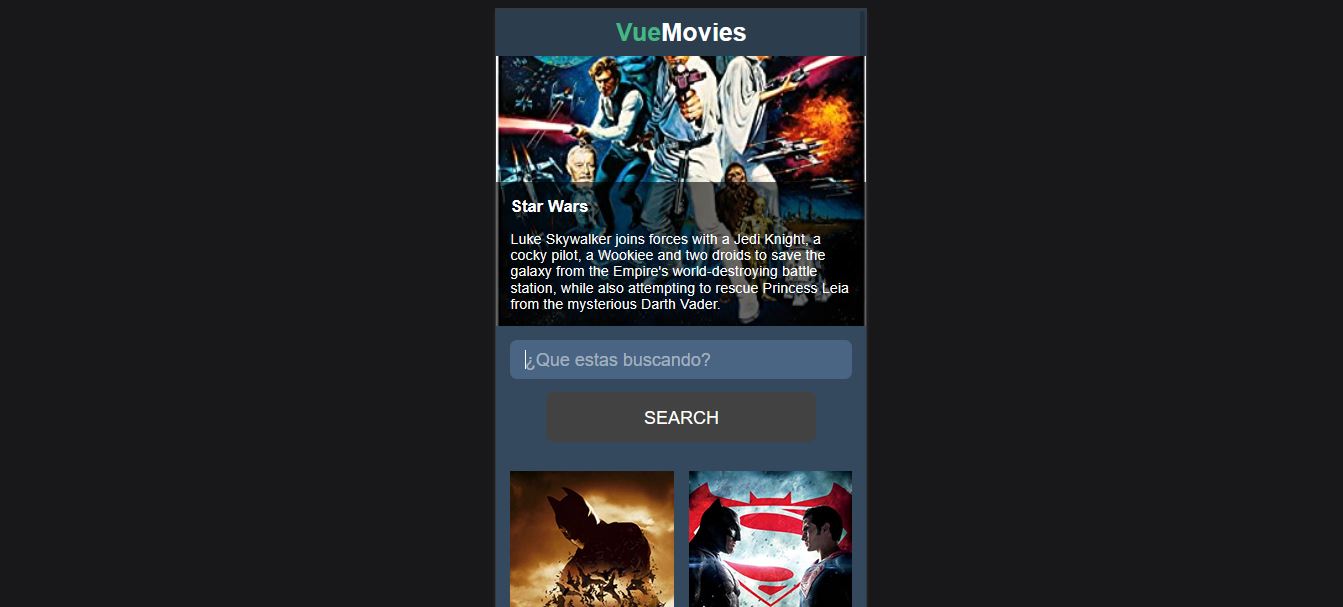 VueMovies
Star Wars
Luke Skywalker joins forces with a Jedi Knight, a
cocky pilot, a Wookiee and two droids to save the
galaxy from the Empire's world-destroying battle
station, while also attempting to rescue Princess Leia
from the mysterious Darth Vader.
¿Que estas buscando?
SEARCH